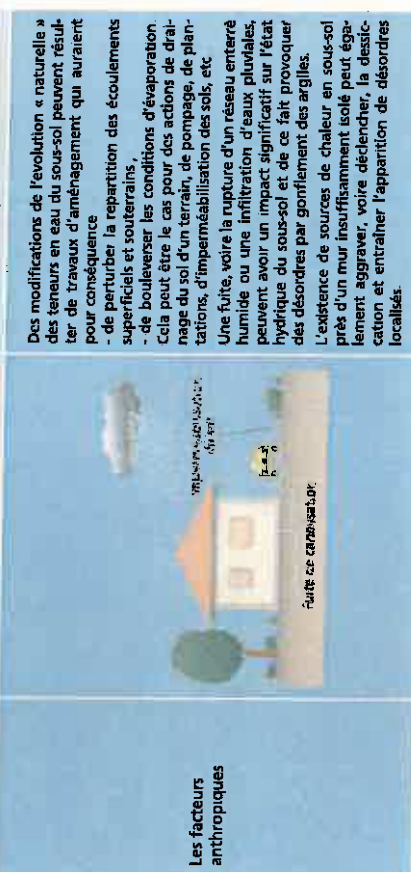 Les facteurs
anthropiques
fuite de canalisation
Des modifications de l'evolution « naturelle »
des teneurs en eau du sous-sol peuvent résul-
ter de travaux d'aménagement qui auraient
pour conséquence
- de perturber la repartition des écoulements
superficiels et souterrains ,
- de bouleverser les conditions d'évaporation.
Cela peut être le cas pour des actions de drai-
nage du sol d'un terrain, de pompage, de plan-
tations, d'imperméabilisation des sols, etc
Une fuite, voire la rupture d'un réseau enterré
humide ou une infiltration d'eaux pluviales,
peuvent avoir un impact significatif sur l'état
hydrique du sous-sol et de ce fait provoquer
des désordres par gonflement des argiles.
L'existence de sources de chaleur en sous-sol
près d'un mur insuffisamment isolé peut éga-
lement aggraver, voire déclencher, la dessic-
cation et entraîner l'apparition de désordres
localisés.